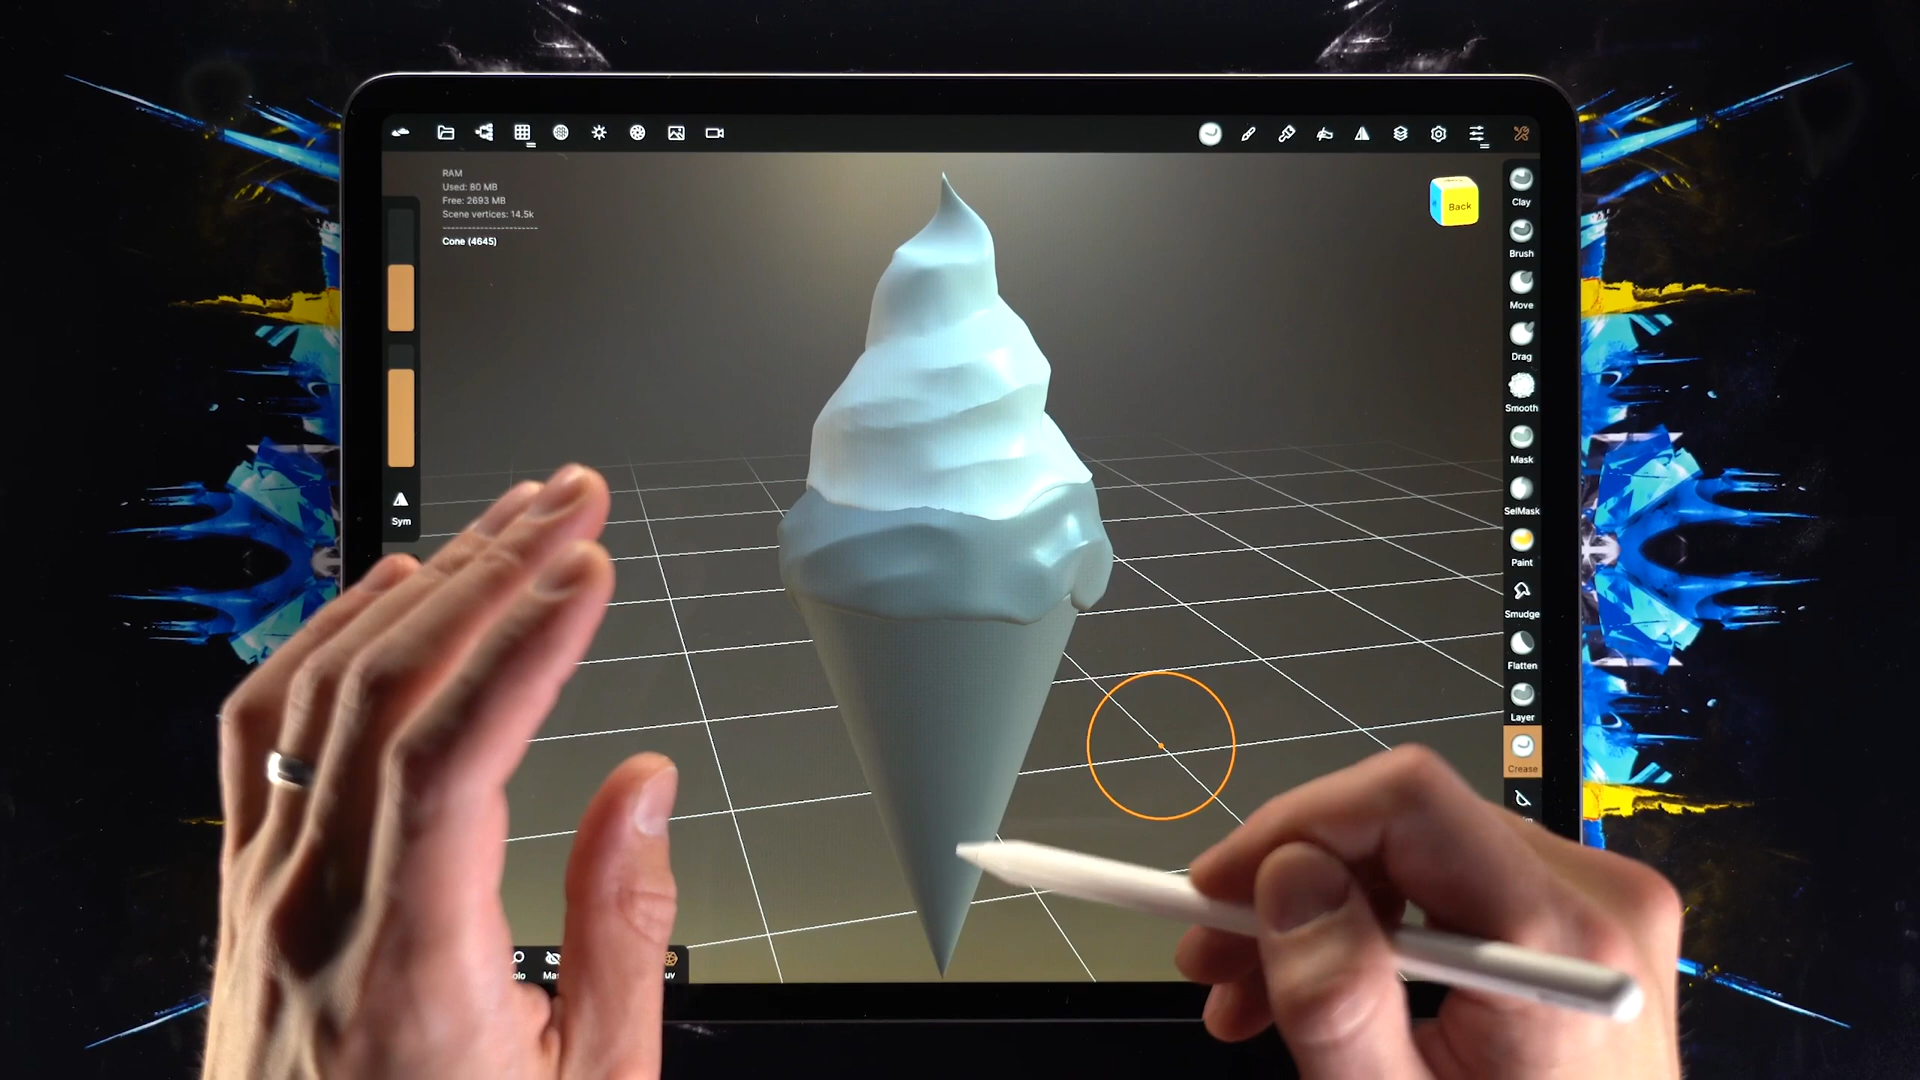 RAM
Used: 80 MB
Free: 2693 MB
Scene vertices: 14.5k
Cone (4645)
Back
Sym
Clay
Brush
Move
Drag
Smooth
Mask
SelMask
Paint
Smudge
Flatten
Layer
Crease